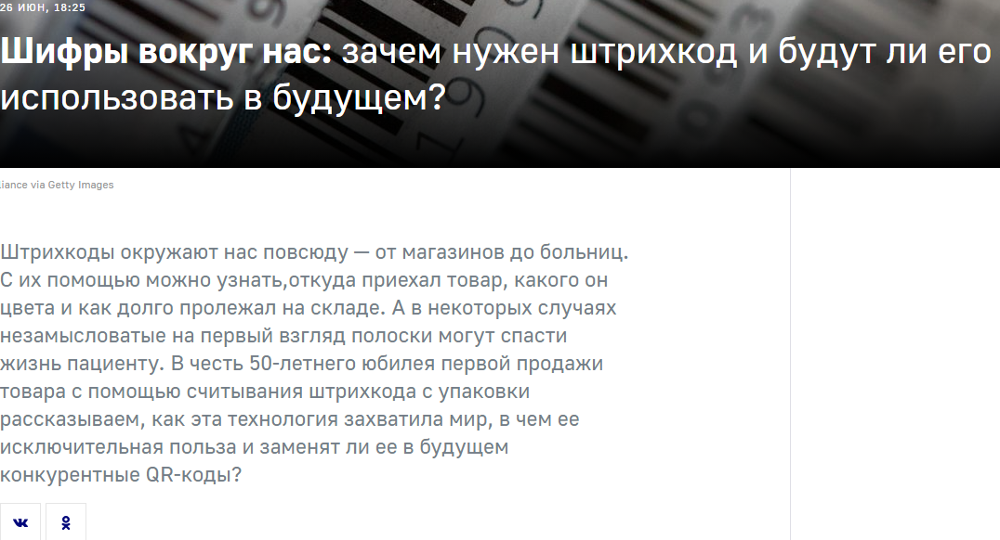 26 ИЮН, 18:25
Шифры вокруг нас: зачем нужен штрихкод и будут ли его
использовать в будущем?
liance via Getty Images
Штрихкоды окружают нас повсюду — от магазинов до больниц.
С их помощью можно узнать,откуда приехал товар, какого он
цвета и как долго пролежал на складе. А в некоторых случаях
незамысловатые на первый взгляд полоски могут спасти
жизнь пациенту. В честь 50-летнего юбилея первой продажи
товара с помощью считывания штрихкода с упаковки
рассказываем, как эта технология захватила мир, в чем ее
исключительная польза и заменят ли ее в будущем
конкурентные QR-коды?